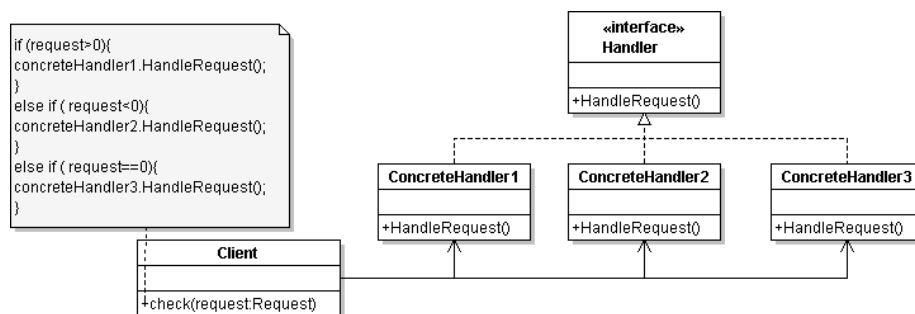 if (request>0){
concreteHandler1.HandleRequest();
}
else if ( request<0){
concreteHandler2.HandleRequest();
}
else if ( request==0){
concreteHandler3.HandleRequest();
}
«interface»
Handler
+HandleRequest()
ConcreteHandler1
+HandleRequest()
ConcreteHandler2
+HandleRequest()
ConcreteHandler3
+HandleRequest()
Client
+check(request:Request)